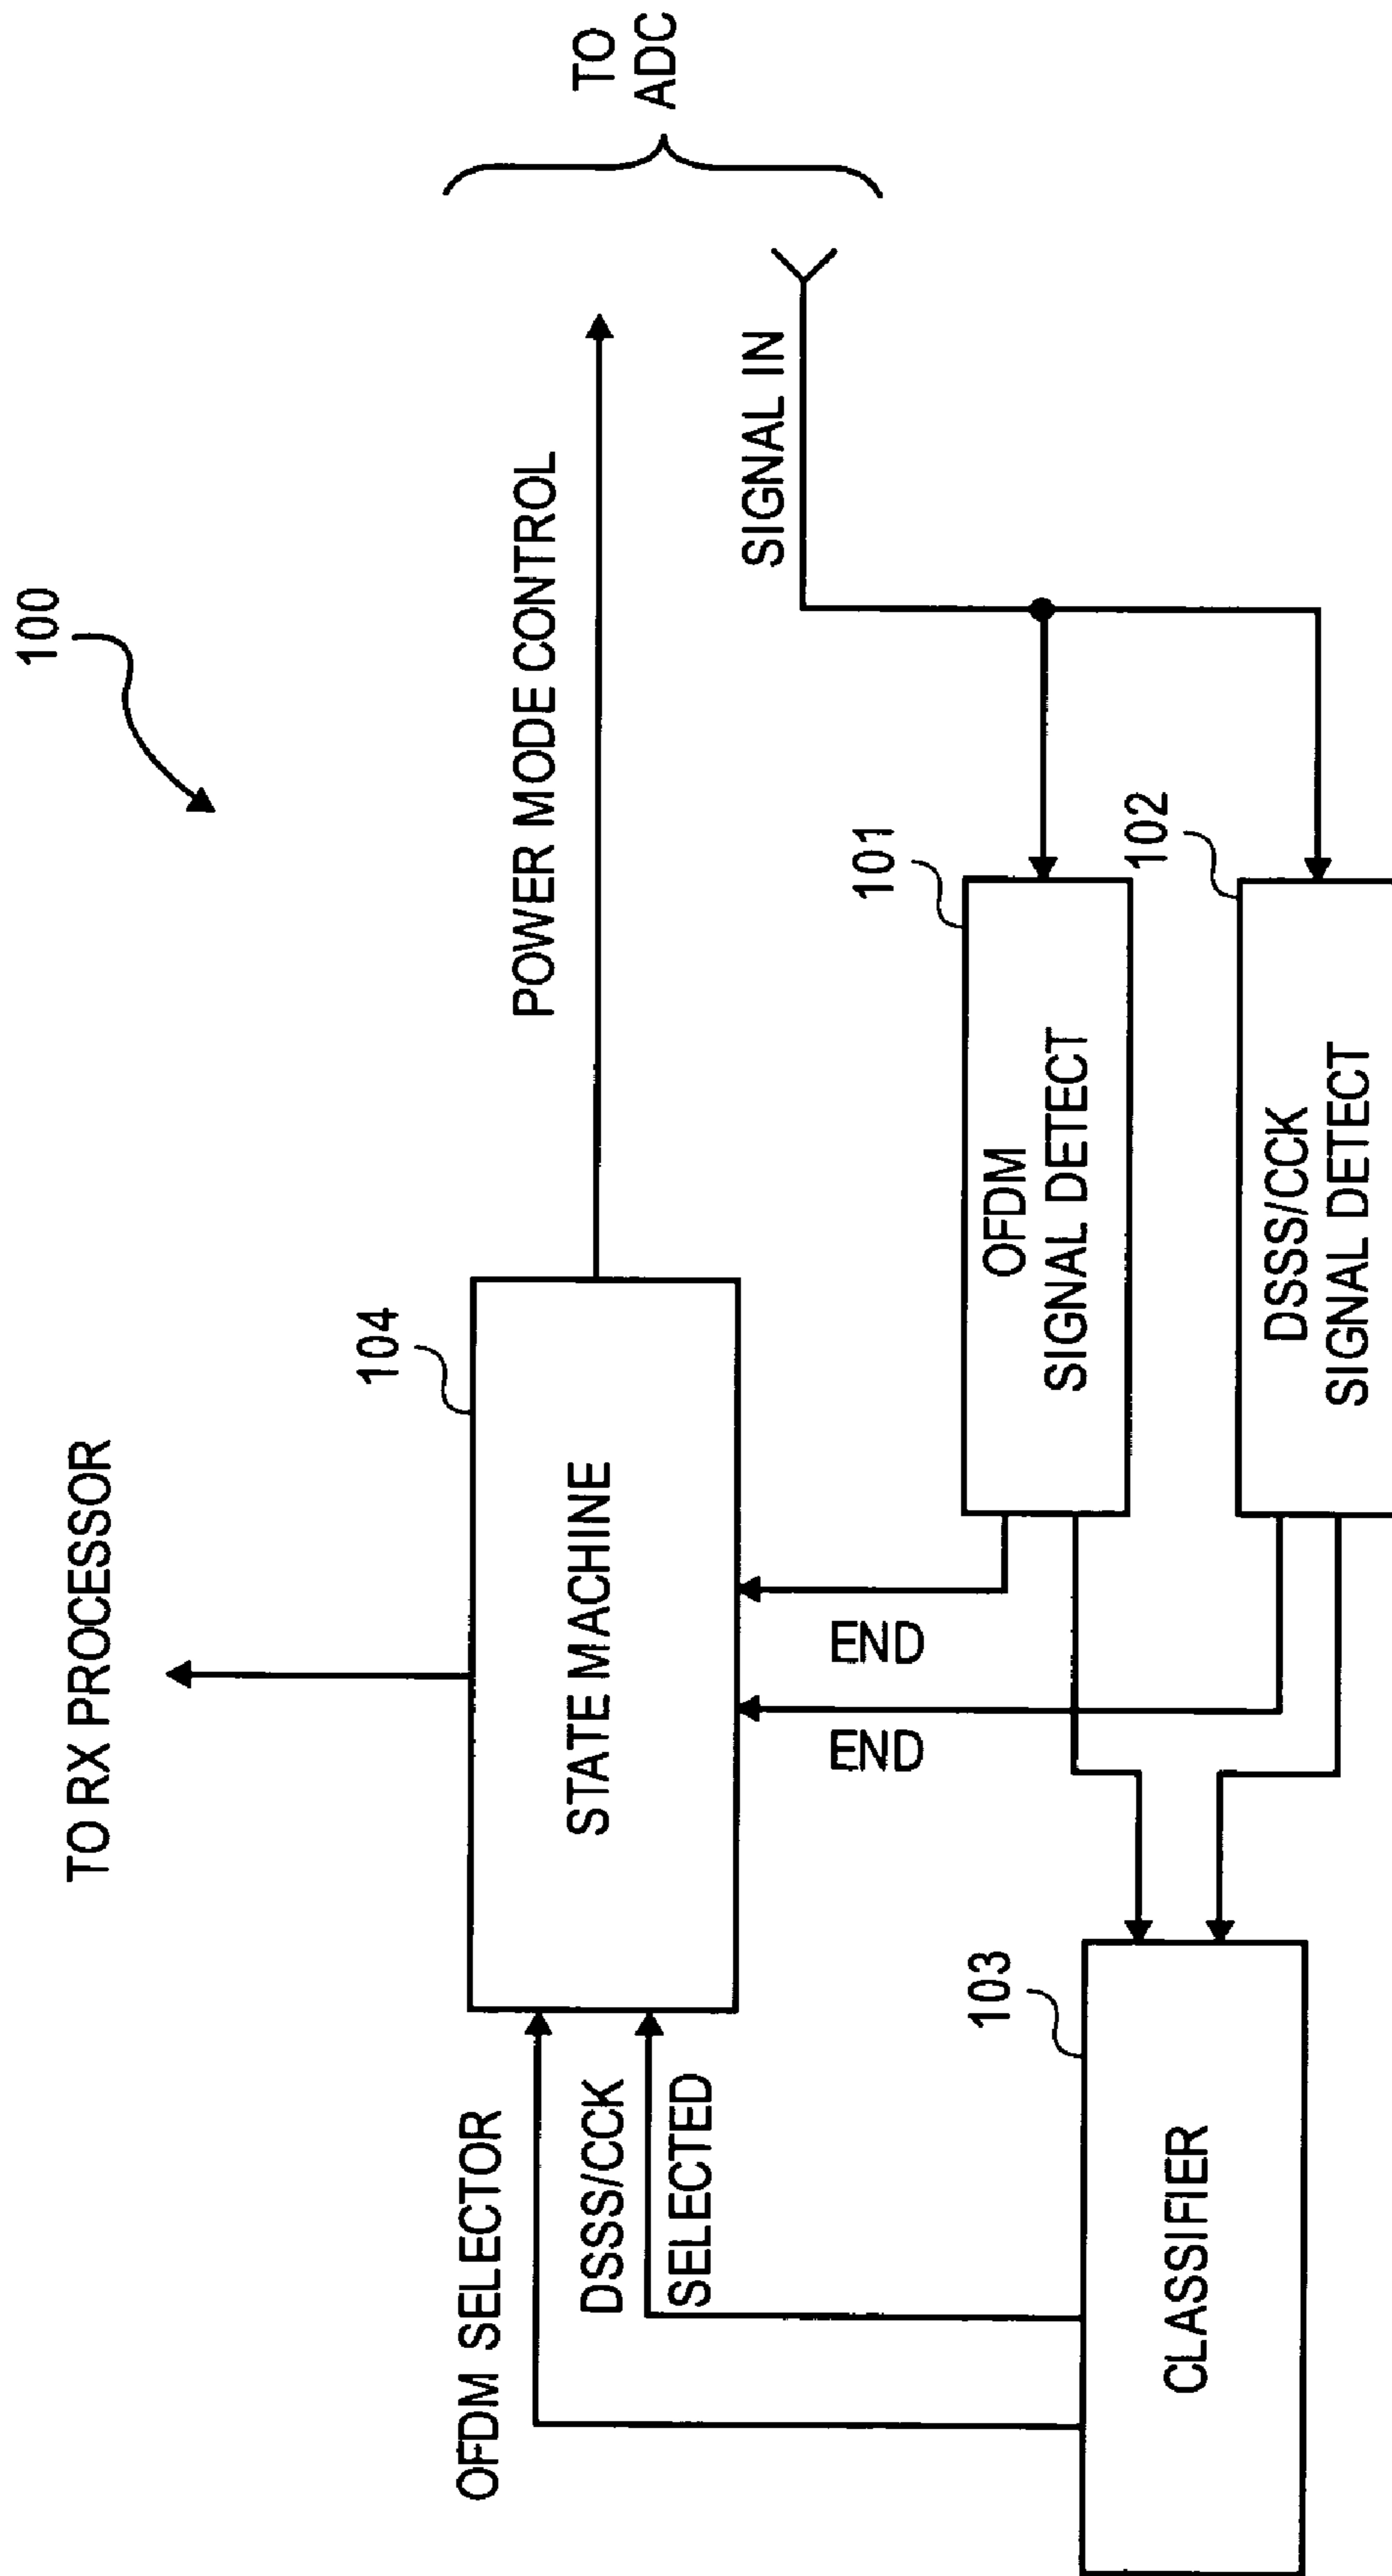 100
TO RX PROCESSOR
104
STATE MACHINE
POWER MODE CONTROL
TO
ADC
OFDM SELECTOR
DSSS/CCK
SELECTED
END
END
SIGNAL IN
101
OFDM
SIGNAL DETECT
103
CLASSIFIER
102
DSSS/CCK
SIGNAL DETECT